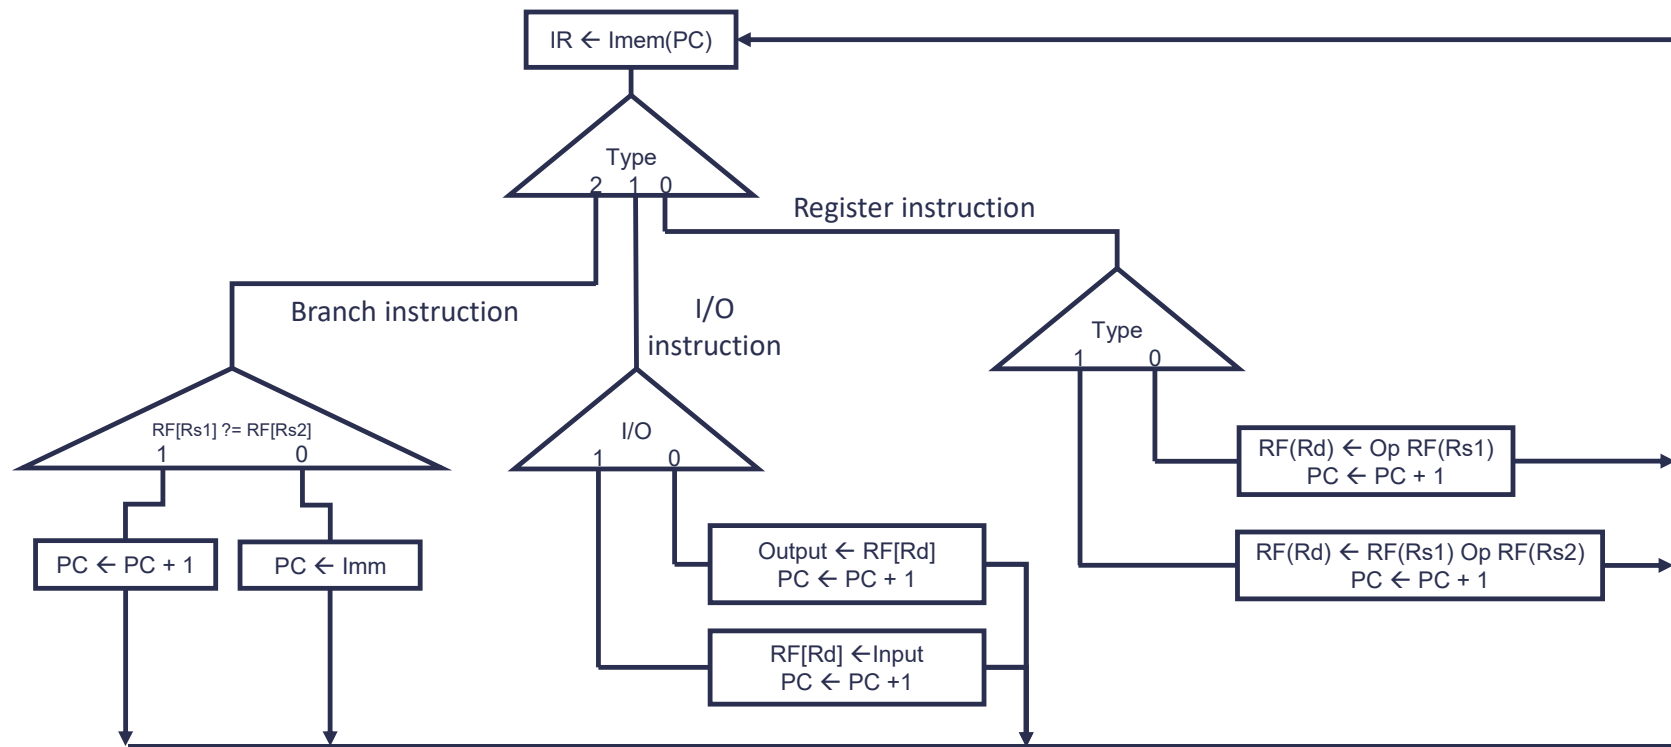 IR ← Imem(PC)
Type
2 1 0
Register instruction
Branch instruction
I/O
instruction
Type
1 0
RF[Rs1] ?= RF[Rs2]
1 0
I/O
1 0
RF(Rd) ← Op RF(Rs1)
PC ← PC + 1
PC ← PC + 1
PC ← Imm
Output ← RF[Rd]
PC ← PC + 1
RF(Rd) ← RF(Rs1) Op RF(Rs2)
PC ← PC + 1
RF[Rd] ←Input
PC ← PC +1